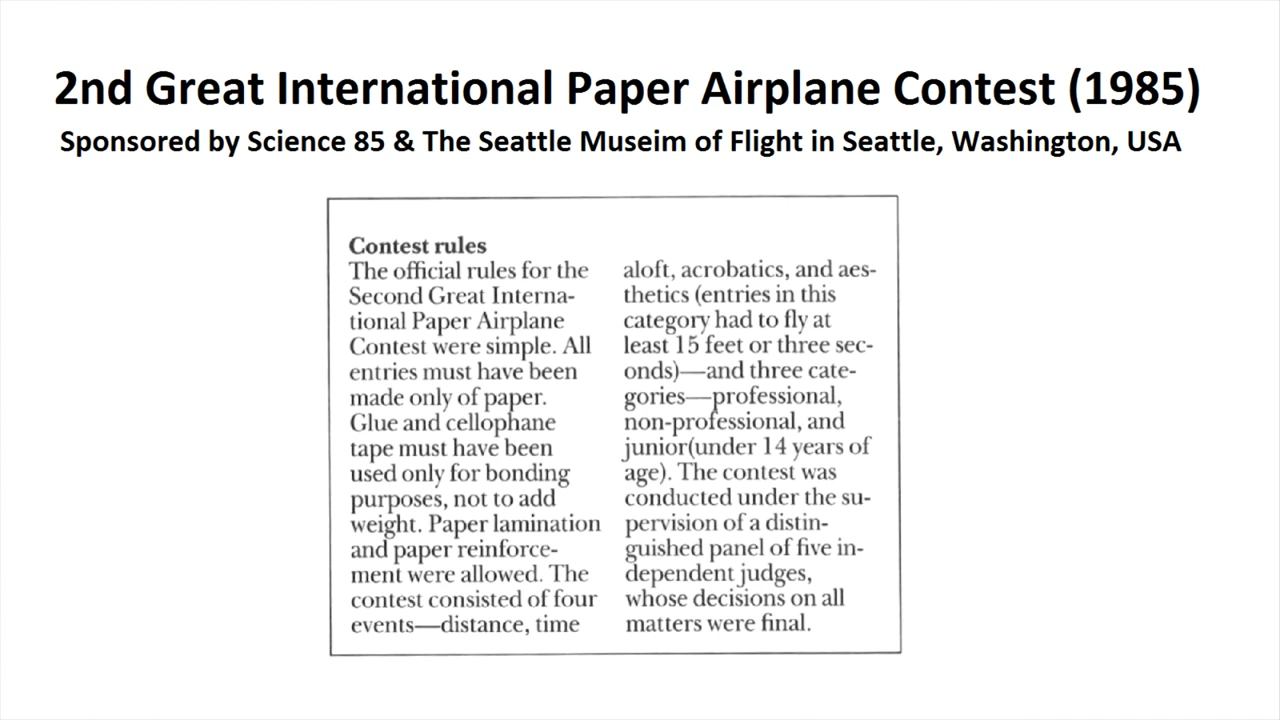 2nd Great International Paper Airplane Contest (1985)
Sponsored by Science 85 & The Seattle Museim of Flight in Seattle, Washington, USA
Contest rules
The official rules for the
Second Great Interna-
tional Paper Airplane
Contest were simple. All
entries must have been
made only of paper.
Glue and cellophane
tape must have been
used only for bonding
purposes, not to add
weight. Paper lamination
and paper reinforce-
ment were allowed. The
contest consisted of four
events—distance, time
aloft, acrobatics, and aes-
thetics (entries in this
category had to fly at
least 15 feet or three sec-
onds)—and three cate-
gories—professional,
non-professional, and
junior(under 14 years of
age). The contest was
conducted under the su-
pervision of a distin-
guished panel of five in-
dependent judges,
whose decisions on all
matters were final.